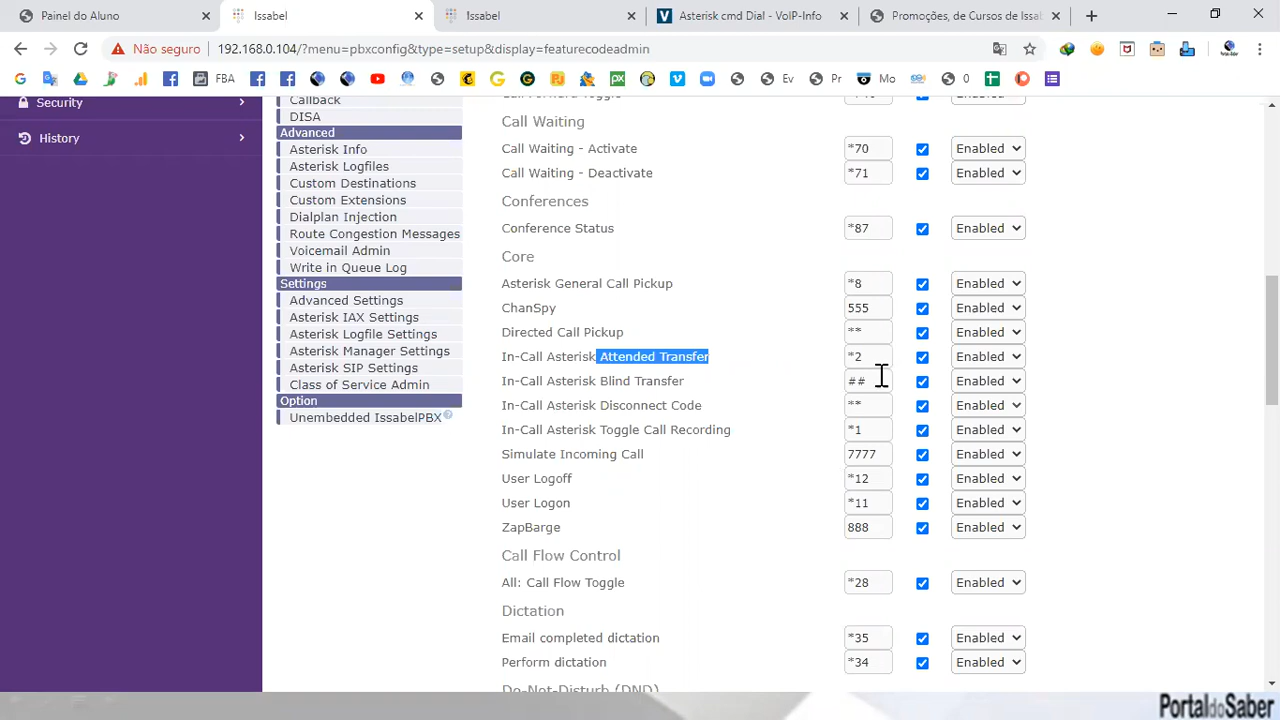 Painel do Aluno
Issabel
Issabel
Asterisk cmd Dial - VoIP-Info
Promoções, de Cursos de Issab
Não seguro
192.168.0.104/?menu=pbxconfig&type=setup&display=featurecodeadmin
FBA
Ev
Pr
Mo
0
Security
History
Callback
DISA
Advanced
Asterisk Info
Asterisk Logfiles
Custom Destinations
Custom Extensions
Dialplan Injection
Route Congestion Messages
Voicemail Admin
Write in Queue Log
Settings
Advanced Settings
Asterisk IAX Settings
Asterisk Logfile Settings
Asterisk Manager Settings
Asterisk SIP Settings
Class of Service Admin
Option
Unembedded IssabelPBX
Call Waiting
Call Waiting - Activate *70 Enabled
Call Waiting - Deactivate *71 Enabled
Conferences
Conference Status *87 Enabled
Core
Asterisk General Call Pickup *8 Enabled
ChanSpy 555 Enabled
Directed Call Pickup ** Enabled
In-Call Asterisk Attended Transfer *2 Enabled
In-Call Asterisk Blind Transfer ## Enabled
In-Call Asterisk Disconnect Code ** Enabled
In-Call Asterisk Toggle Call Recording *1 Enabled
Simulate Incoming Call 7777 Enabled
User Logoff *12 Enabled
User Logon *11 Enabled
ZapBarge 888 Enabled
Call Flow Control
All: Call Flow Toggle *28 Enabled
Dictation
Email completed dictation *35 Enabled
Perform dictation *34 Enabled
Do-Not-Disturb (DND)
PortaldoSaber